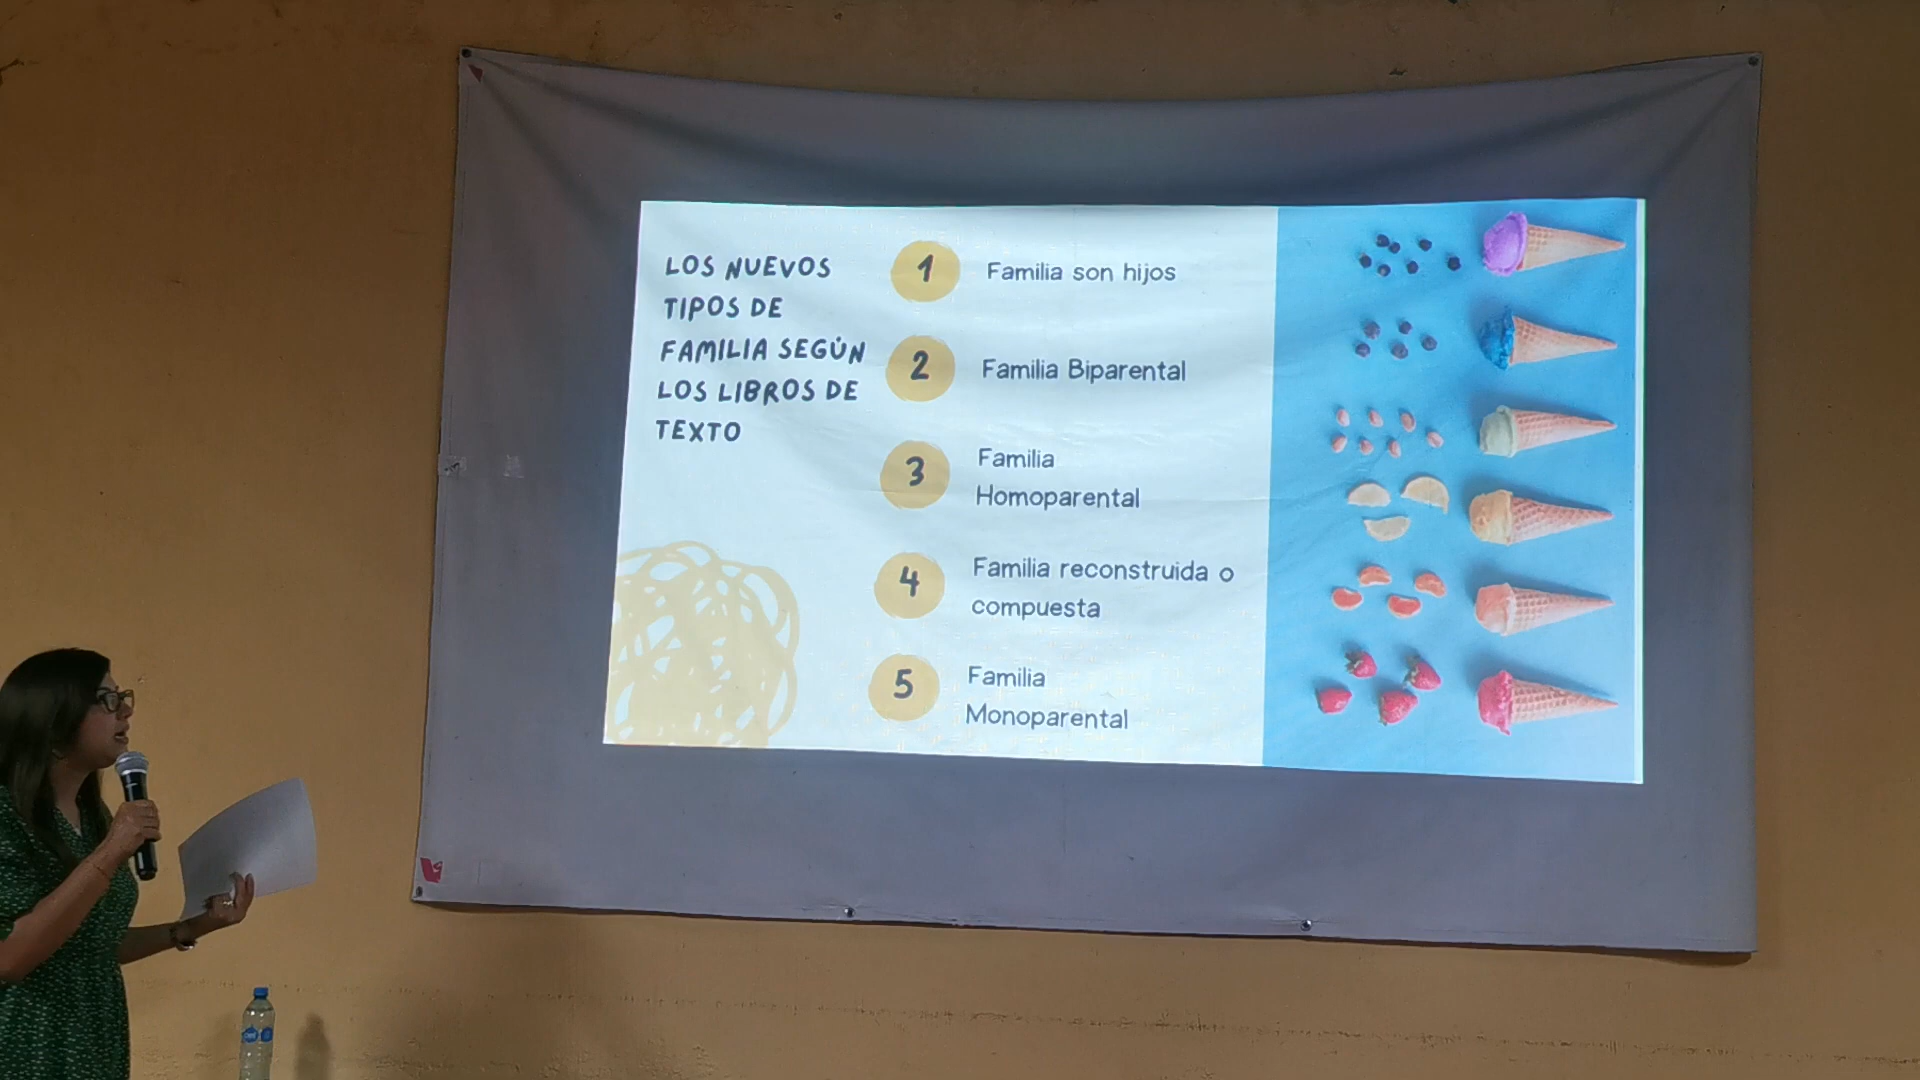 LOS NUEVOS
TIPOS DE
FAMILIA SEGÚN
LOS LIBROS DE
TEXTO
1 Familia son hijos
2 Familia Biparental
3 Familia
Homoparental
4 Familia reconstruida o
compuesta
5 Familia
Monoparental